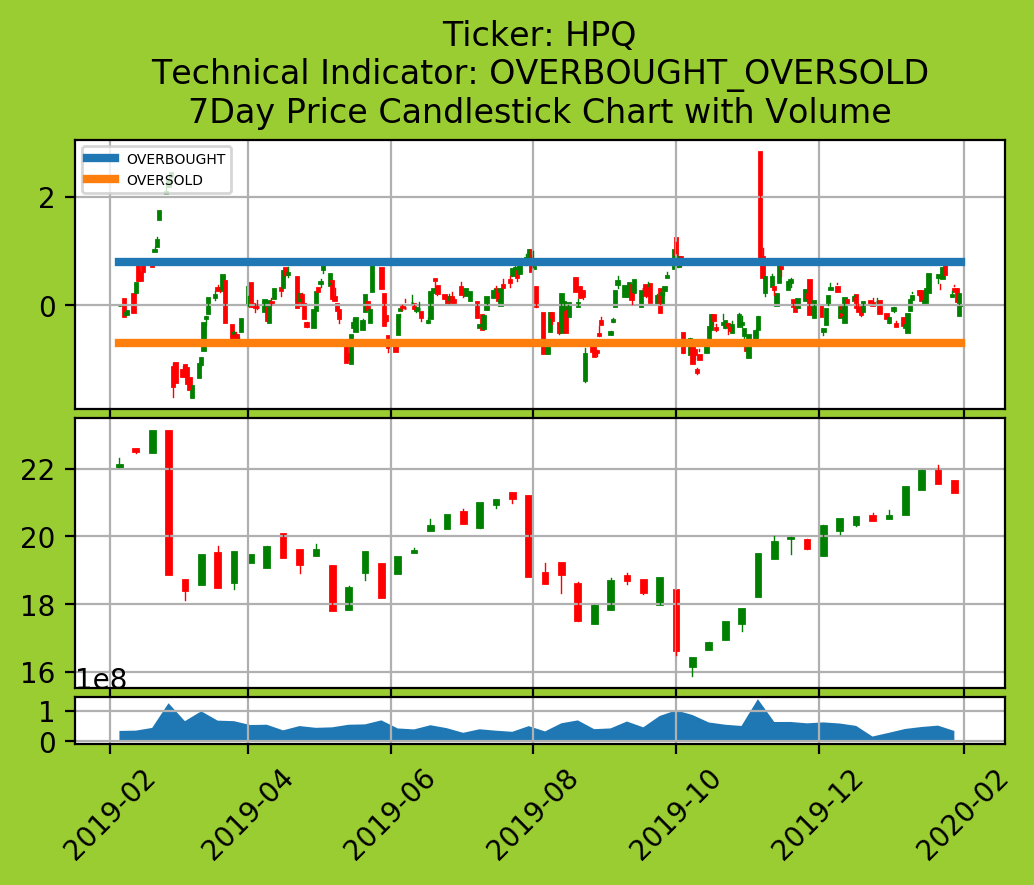 Ticker: HPQ
Technical Indicator: OVERBOUGHT_OVERSOLD
7Day Price Candlestick Chart with Volume
OVERBOUGHT
OVERSOLD
2
0
22
20
18
16
1e8
1
0
2019-02
2019-04
2019-06
2019-08
2019-10
2019-12
2020-02